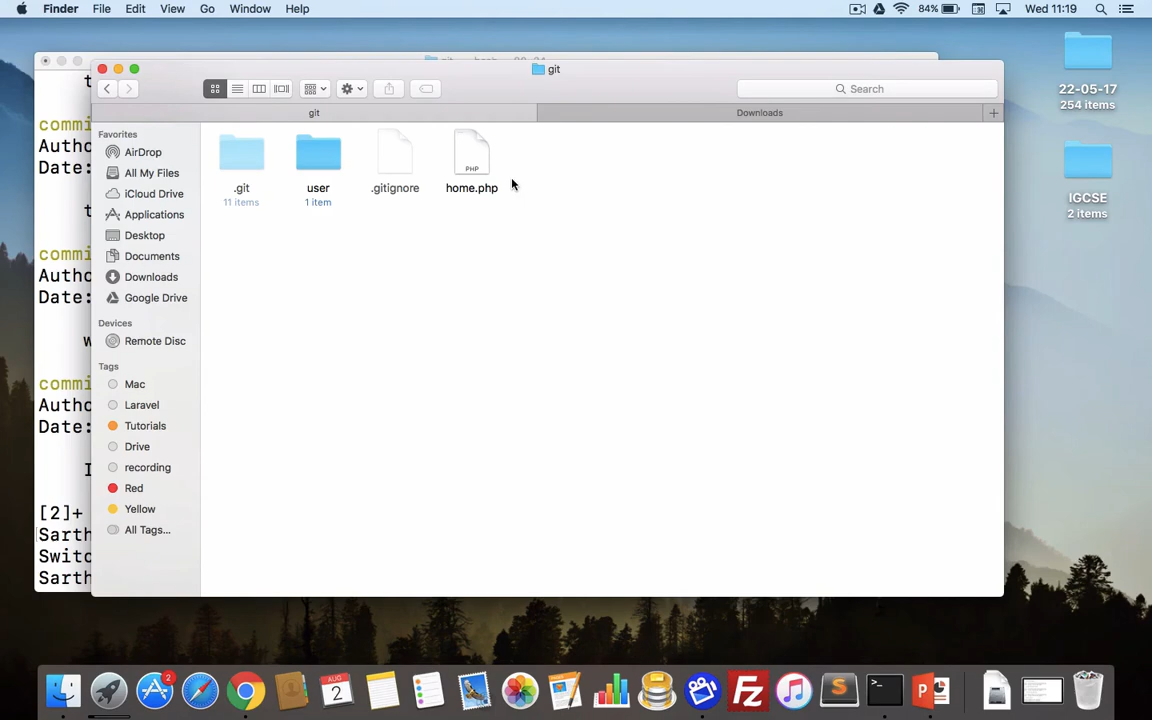 Finder File Edit View Go Window Help 84% Wed 11:19
git
Search
git Downloads
Favorites
AirDrop
All My Files
iCloud Drive
Applications
Desktop
Documents
Downloads
Google Drive
Devices
Remote Disc
Tags
Mac
Laravel
Tutorials
Drive
recording
Red
Yellow
All Tags...
.git
11 items
user
1 item
.gitignore
PHP
home.php
22-05-17
254 items
IGCSE
2 items
t
commi
Autho
Date:
t
commi
Autho
Date:
W
commi
Autho
Date:
I
[2]+
Sarth
Switc
Sarth
2
AUG
2